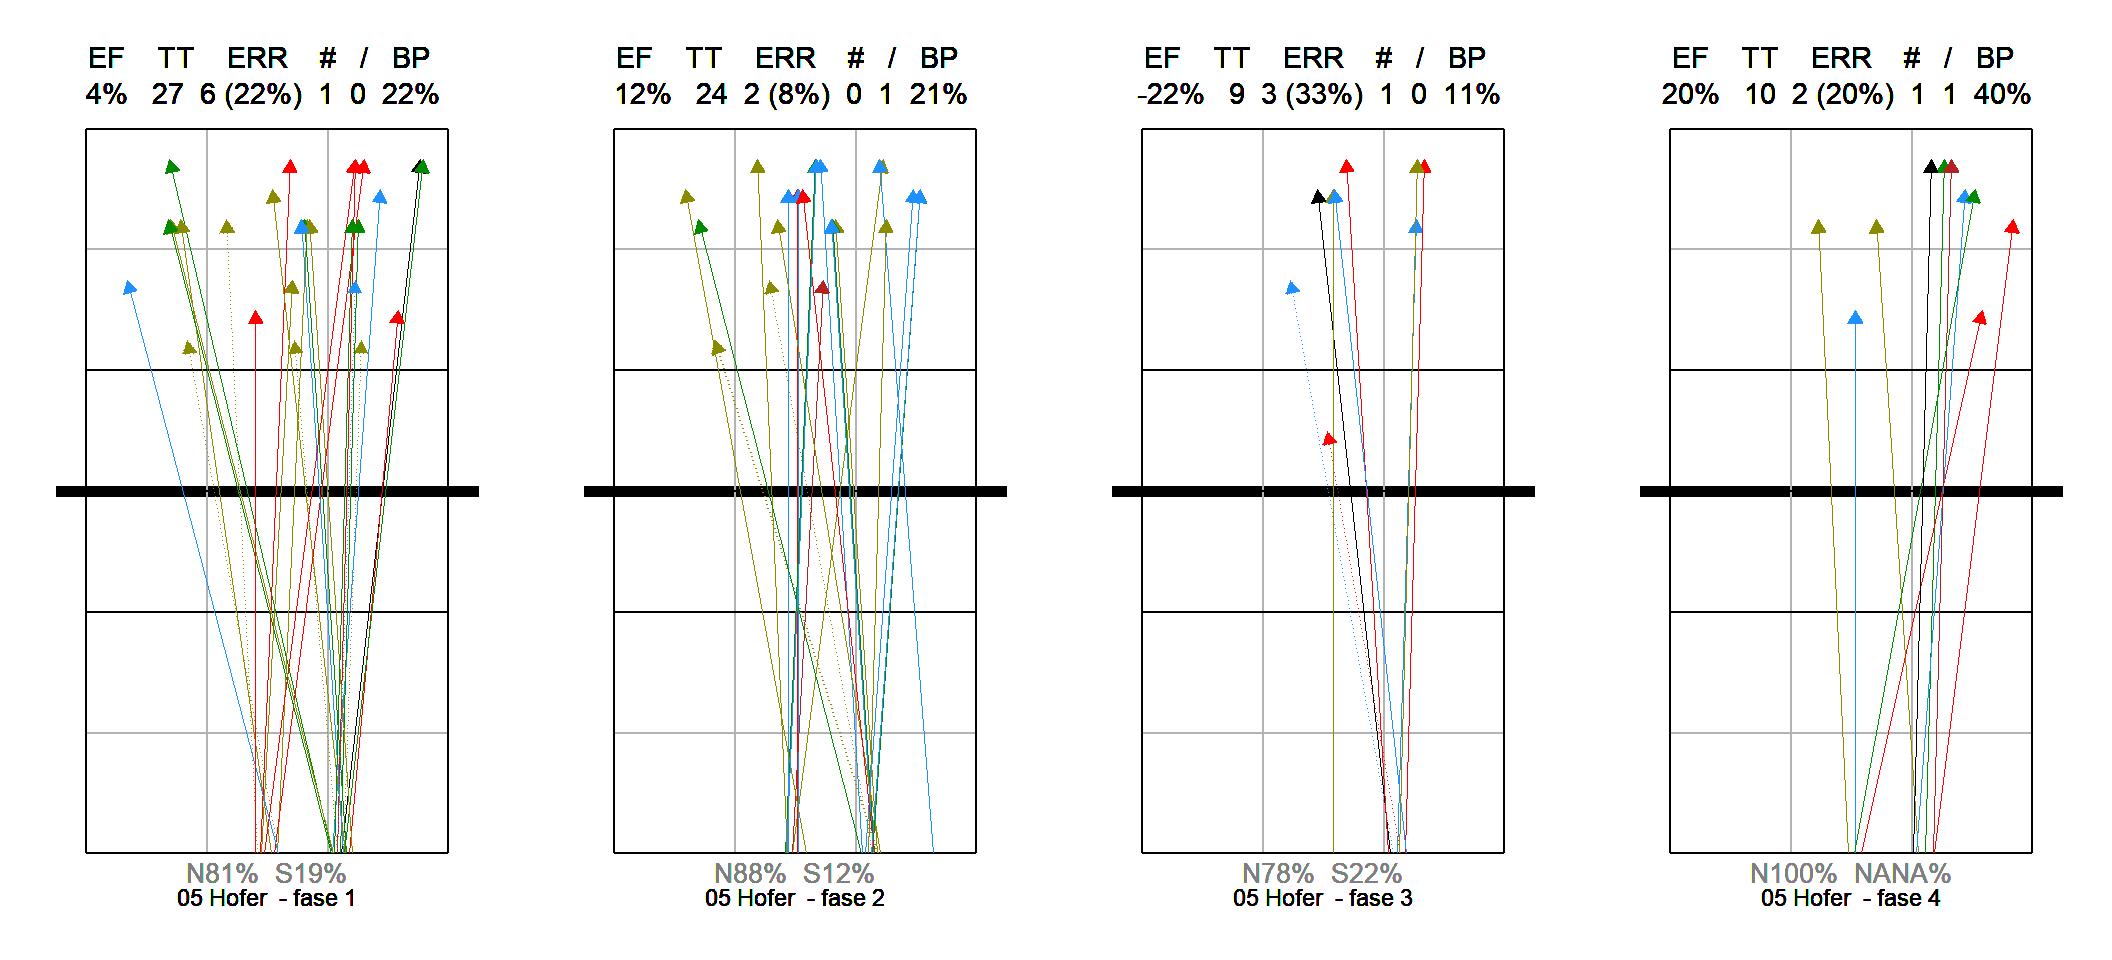 EF TT ERR # / BP
4% 27 6 (22%) 1 0 22%
N81% S19%
05 Hofer - fase 1
EF TT ERR # / BP
12% 24 2 (8%) 0 1 21%
N88% S12%
05 Hofer - fase 2
EF TT ERR # / BP
-22% 9 3 (33%) 1 0 11%
N78% S22%
05 Hofer - fase 3
EF TT ERR # / BP
20% 10 2 (20%) 1 1 40%
N100% NANA%
05 Hofer - fase 4